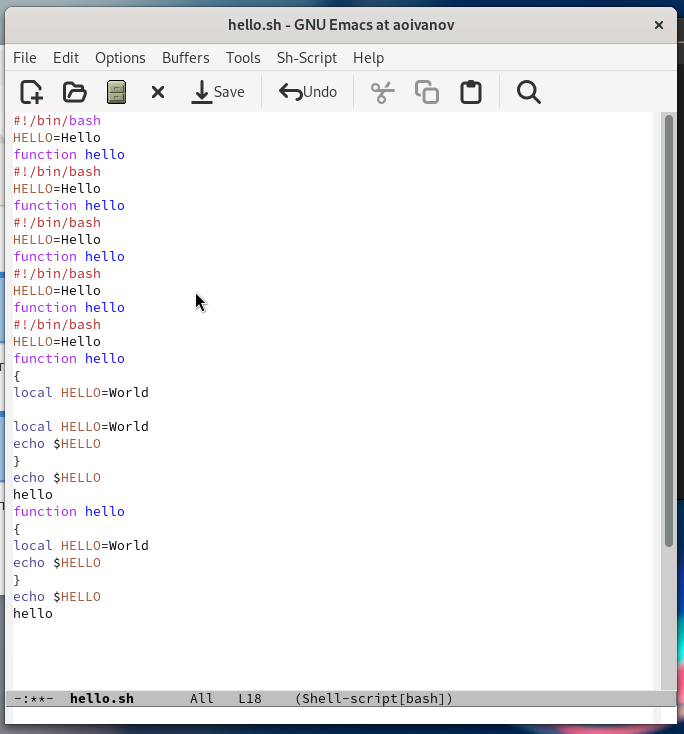 hello.sh - GNU Emacs at aoivanov
File Edit Options Buffers Tools Sh-Script Help
Save Undo
#!/bin/bash
HELLO=Hello
function hello
#!/bin/bash
HELLO=Hello
function hello
#!/bin/bash
HELLO=Hello
function hello
#!/bin/bash
HELLO=Hello
function hello
#!/bin/bash
HELLO=Hello
function hello
{
local HELLO=World

local HELLO=World
echo $HELLO
}
echo $HELLO
hello
function hello
{
local HELLO=World
echo $HELLO
}
echo $HELLO
hello
-:**- hello.sh All L18 (Shell-script[bash])